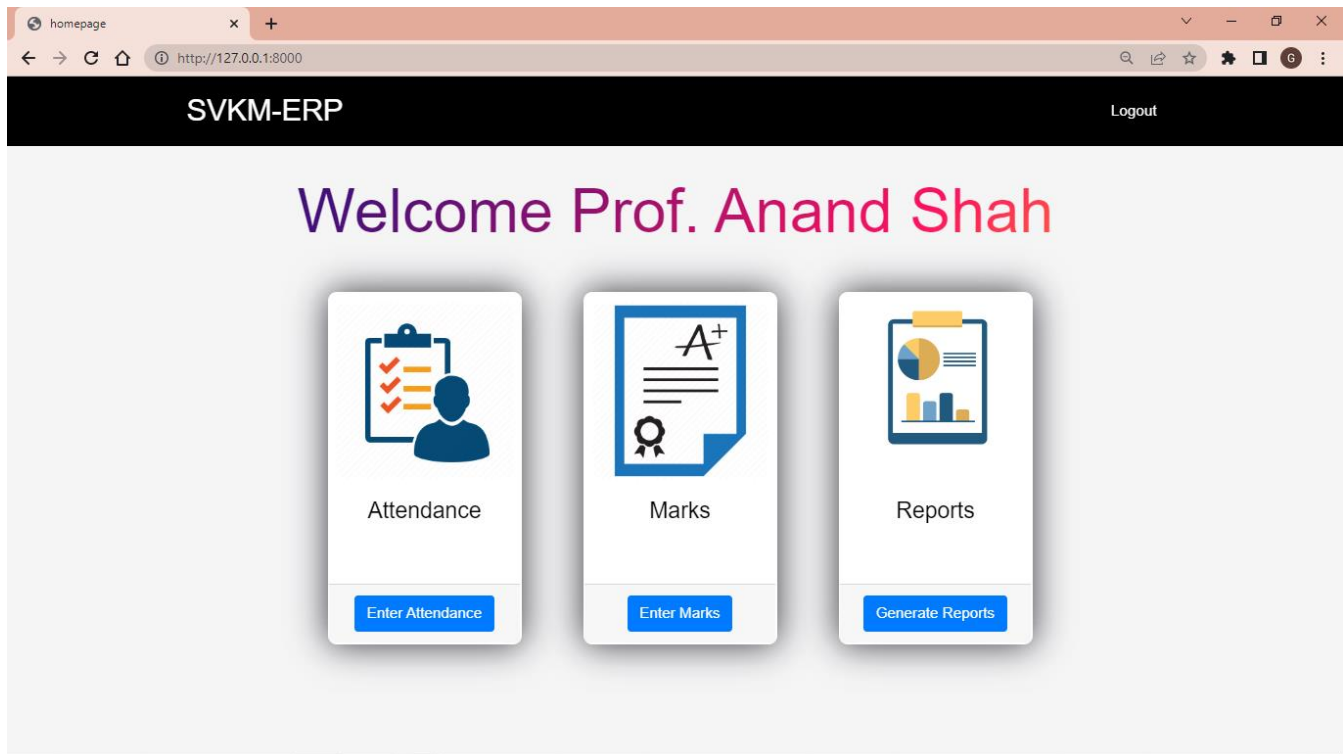 homepage
http://127.0.0.1:8000
G
SVKM-ERP
Logout
Welcome Prof. Anand Shah
A+
Attendance
Marks
Reports
Enter Attendance
Enter Marks
Generate Reports